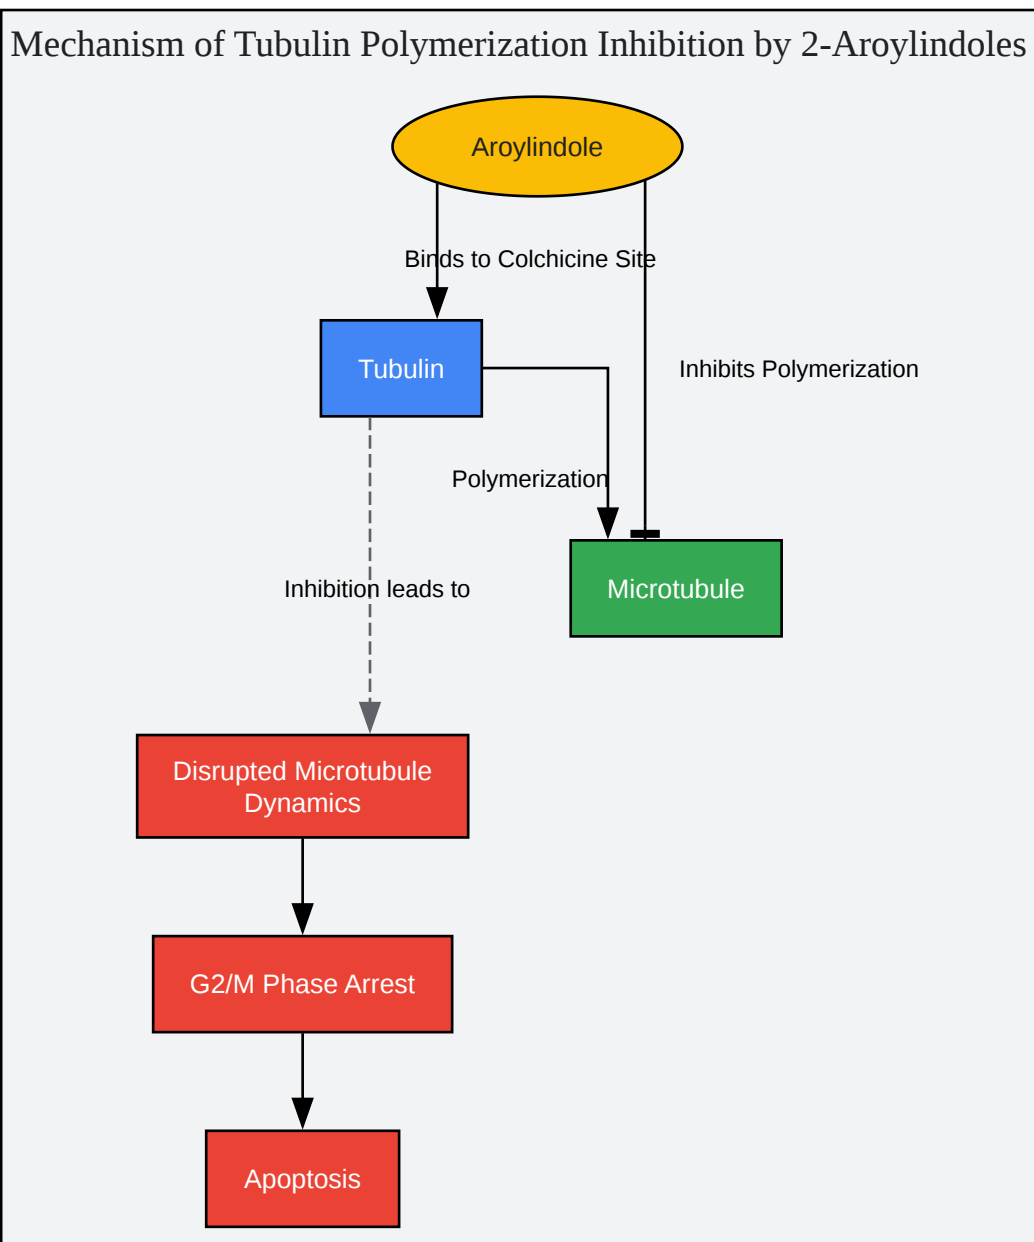 Mechanism of Tubulin Polymerization Inhibition by 2-Aroylindoles
Aroylindole
Binds to Colchicine Site
Tubulin
Inhibits Polymerization
Polymerization
Inhibition leads to
Microtubule
Disrupted Microtubule
Dynamics
G2/M Phase Arrest
Apoptosis